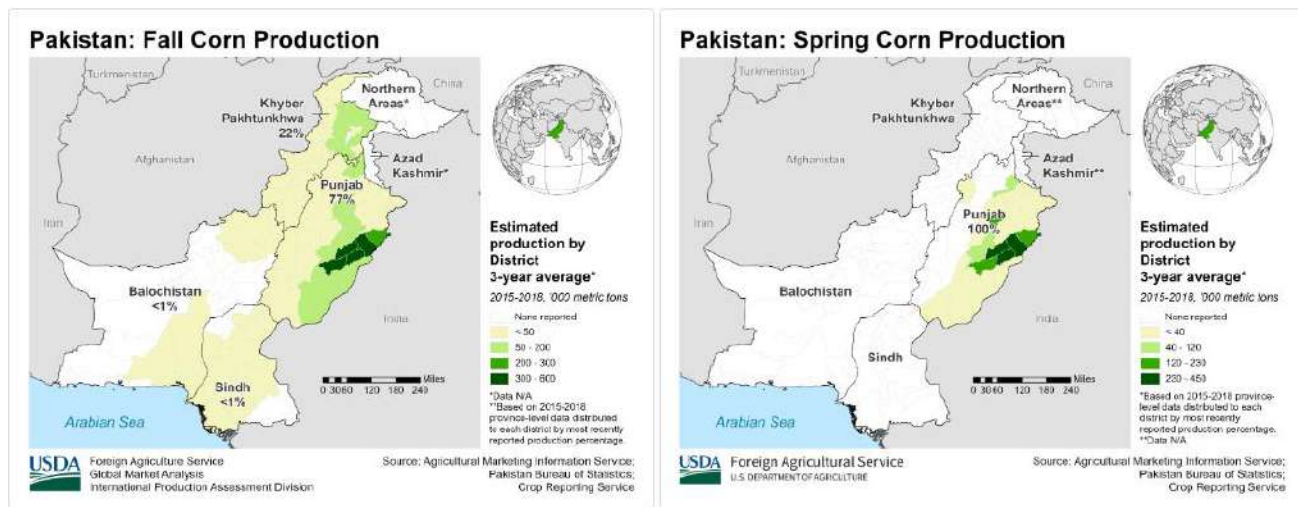 Pakistan: Fall Corn Production
Turkmenistan
China
Northern
Areas*
Khyber
Pakhtunkhwa
22%
Afghanistan
Azad
Kashmir*
Punjab
77%
Iran
Balochistan
<1%
India
Sindh
<1%
Arabian Sea
Miles
0 30 60 120 180 240
Estimated
production by
District
3-year average*
2015-2018, '000 metric tons
None reported
< 50
50 - 200
200 - 300
300 - 600
*Data N/A
**Based on 2015-2018
province-level data distributed
to each district by most recently
reported production percentage.
USDA
Foreign Agriculture Service
Global Market Analysis
International Production Assessment Division
Source: Agricultural Marketing Information Service;
Pakistan Bureau of Statistics;
Crop Reporting Service
Pakistan: Spring Corn Production
Turkmenistan
China
Northern
Areas**
Khyber
Pakhtunkhwa
Afghanistan
Azad
Kashmir**
Punjab
100%
Iran
Balochistan
India
Sindh
Arabian Sea
Miles
0 30 60 120 180 240
Estimated
production by
District
3-year average*
2015-2018, '000 metric tons
None reported
< 40
40 - 120
120 - 230
230 - 450
*Based on 2015-2018 province-
level data distributed to each
district by most recently
reported production percentage.
**Data N/A
USDA
Foreign Agricultural Service
U.S. DEPARTMENT OF AGRICULTURE
Source: Agricultural Marketing Information Service;
Pakistan Bureau of Statistics;
Crop Reporting Service